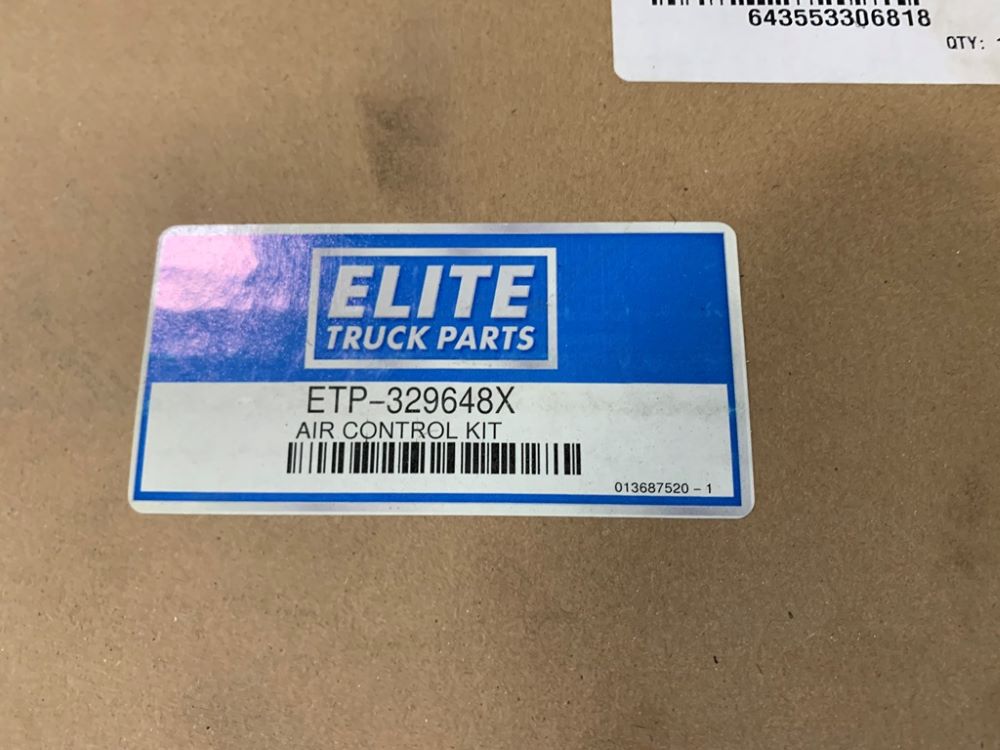 643553306818
QTY:
ELITE
TRUCK PARTS
ETP-329648X
AIR CONTROL KIT
013687520 - 1